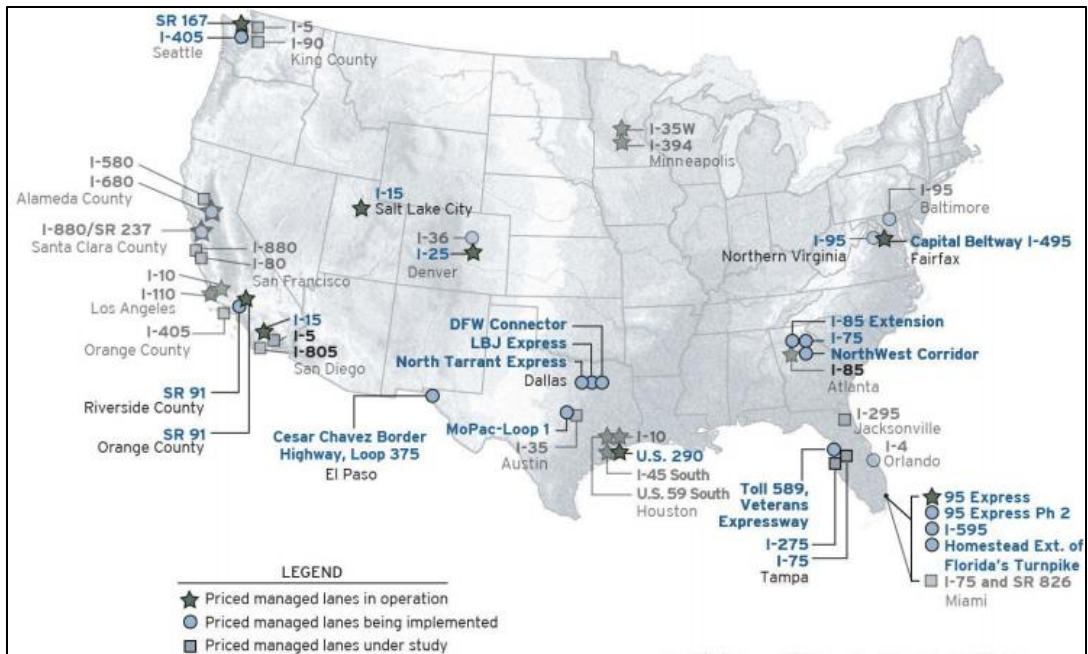 SR 167
I-405
Seattle
I-5
I-90
King County
I-35W
I-394
Minneapolis
I-580
I-680
Alameda County
I-880/SR 237
Santa Clara County
I-880
I-80
San Francisco
I-10
I-110
Los Angeles
I-405
Orange County
I-15
Salt Lake City
I-36
I-25
Denver
I-95
Baltimore
I-95
Northern Virginia
Capital Beltway I-495
Fairfax
I-15
I-5
I-805
San Diego
SR 91
Riverside County
SR 91
Orange County
DFW Connector
LBJ Express
North Tarrant Express
Dallas
I-85 Extension
I-75
NorthWest Corridor
I-85
Atlanta
Cesar Chavez Border
Highway, Loop 375
El Paso
MoPac-Loop 1
I-35
Austin
I-10
U.S. 290
I-45 South
U.S. 59 South
Houston
I-295
Jacksonville
I-4
Orlando
Toll 589,
Veterans
Expressway
I-275
I-75
Tampa
95 Express
95 Express Ph 2
I-595
Homestead Ext. of
Florida's Turnpike
I-75 and SR 826
Miami
LEGEND
Priced managed lanes in operation
Priced managed lanes being implemented
Priced managed lanes under study